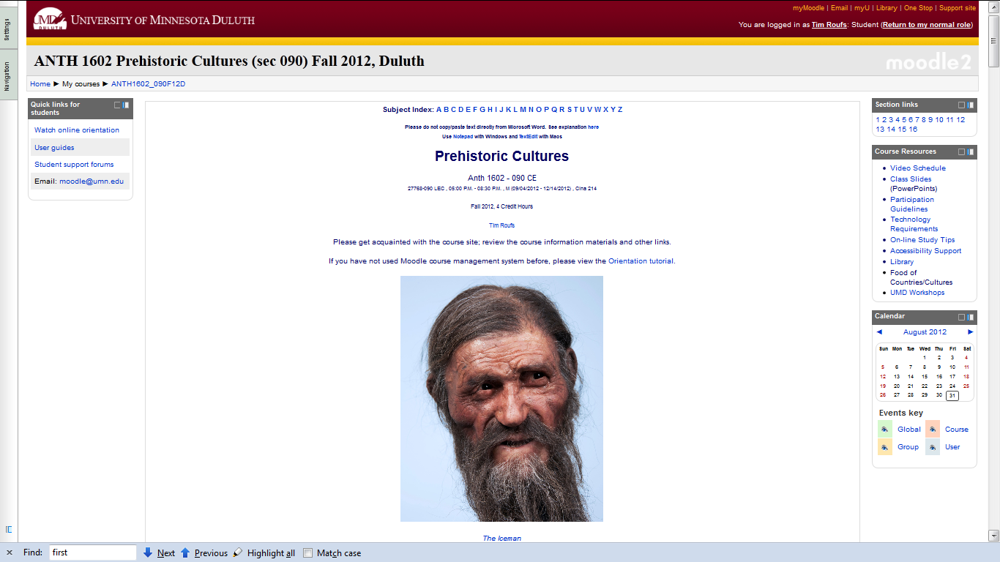 settings
Navigation
UMD
DULUTH
UNIVERSITY OF MINNESOTA DULUTH
myMoodle | Email | myU | Library | One Stop | Support site
You are logged in as Tim Roufs: Student (Return to my normal role)
ANTH 1602 Prehistoric Cultures (sec 090) Fall 2012, Duluth
moodle2
Home ► My courses ► ANTH1602_090F12D
Quick links for
students
Watch online orientation
User guides
Student support forums
Email: moodle@umn.edu
Subject Index: A B C D E F G H I J K L M N O P Q R S T U V W X Y Z
Please do not copy/paste text directly from Microsoft Word. See explanation here
Use Notepad with Windows and TextEdit with Macs
Prehistoric Cultures
Anth 1602 - 090 CE
27768-090 LEC , 05:00 P.M. - 08:30 P.M. , M (09/04/2012 - 12/14/2012) , Cina 214
Fall 2012, 4 Credit Hours
Tim Roufs
Please get acquainted with the course site; review the course information materials and other links.
If you have not used Moodle course management system before, please view the Orientation tutorial.
The Iceman
Section links
1 2 3 4 5 6 7 8 9 10 11 12
13 14 15 16
Course Resources
Video Schedule
Class Slides
(PowerPoints)
Participation
Guidelines
Technology
Requirements
On-line Study Tips
Accessibility Support
Library
Food of
Countries/Cultures
UMD Workshops
Calendar
◄ August 2012 ►
Sun Mon Tue Wed Thu Fri Sat
1 2 3 4
5 6 7 8 9 10 11
12 13 14 15 16 17 18
19 20 21 22 23 24 25
26 27 28 29 30 31
Events key
Global Course
Group User
x Find: first Next Previous Highlight all Match case